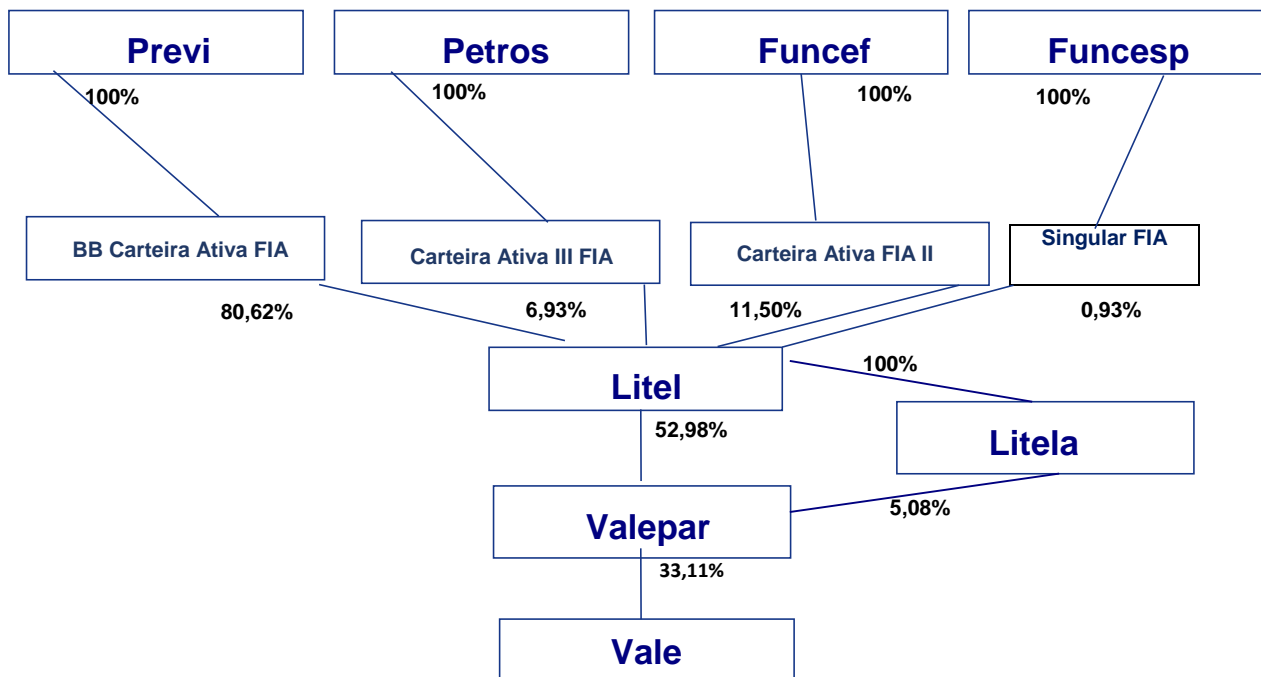 Previ
Petros
Funcef
Funcesp
100%
100%
100%
100%
BB Carteira Ativa FIA
Carteira Ativa III FIA
Carteira Ativa FIA II
Singular FIA
80,62%
6,93%
11,50%
0,93%
Litel
100%
52,98%
Litela
5,08%
Valepar
33,11%
Vale